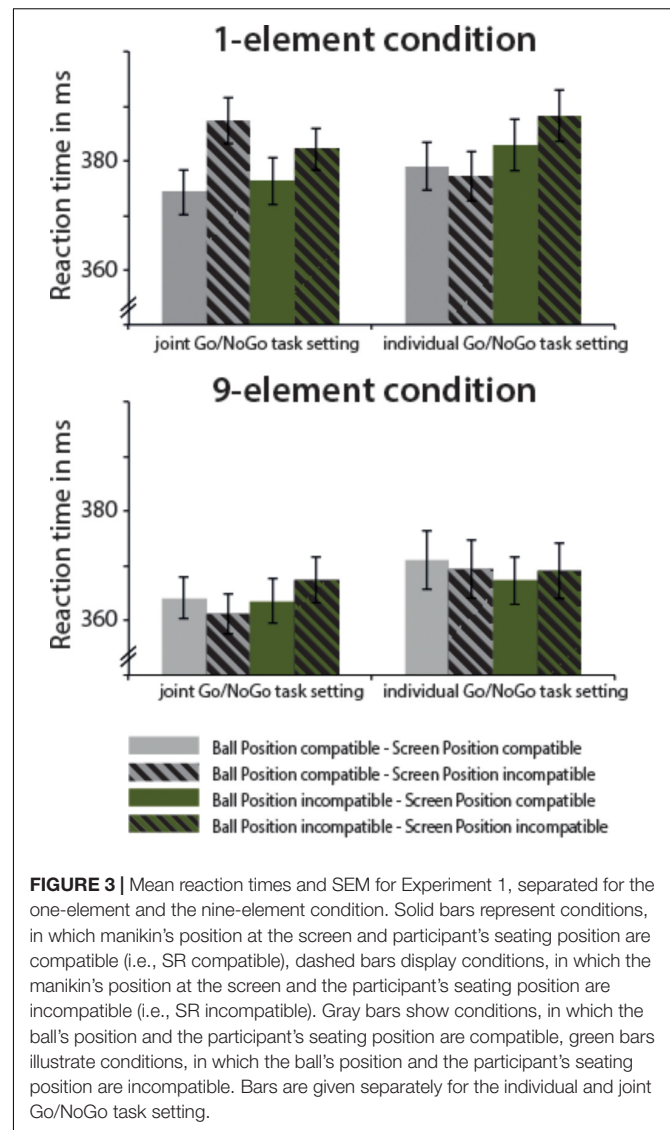 1-element condition
Reaction time in ms
380
360
joint Go/NoGo task setting
individual Go/NoGo task setting
9-element condition
Reaction time in ms
380
360
joint Go/NoGo task setting
individual Go/NoGo task setting
Ball Position compatible - Screen Position compatible
Ball Position compatible - Screen Position incompatible
Ball Position incompatible - Screen Position compatible
Ball Position incompatible - Screen Position incompatible
FIGURE 3 | Mean reaction times and SEM for Experiment 1, separated for the
one-element and the nine-element condition. Solid bars represent conditions,
in which manikin's position at the screen and participant's seating position are
compatible (i.e., SR compatible), dashed bars display conditions, in which the
manikin's position at the screen and the participant's seating position are
incompatible (i.e., SR incompatible). Gray bars show conditions, in which the
ball's position and the participant's seating position are compatible, green bars
illustrate conditions, in which the ball's position and the participant's seating
position are incompatible. Bars are given separately for the individual and joint
Go/NoGo task setting.